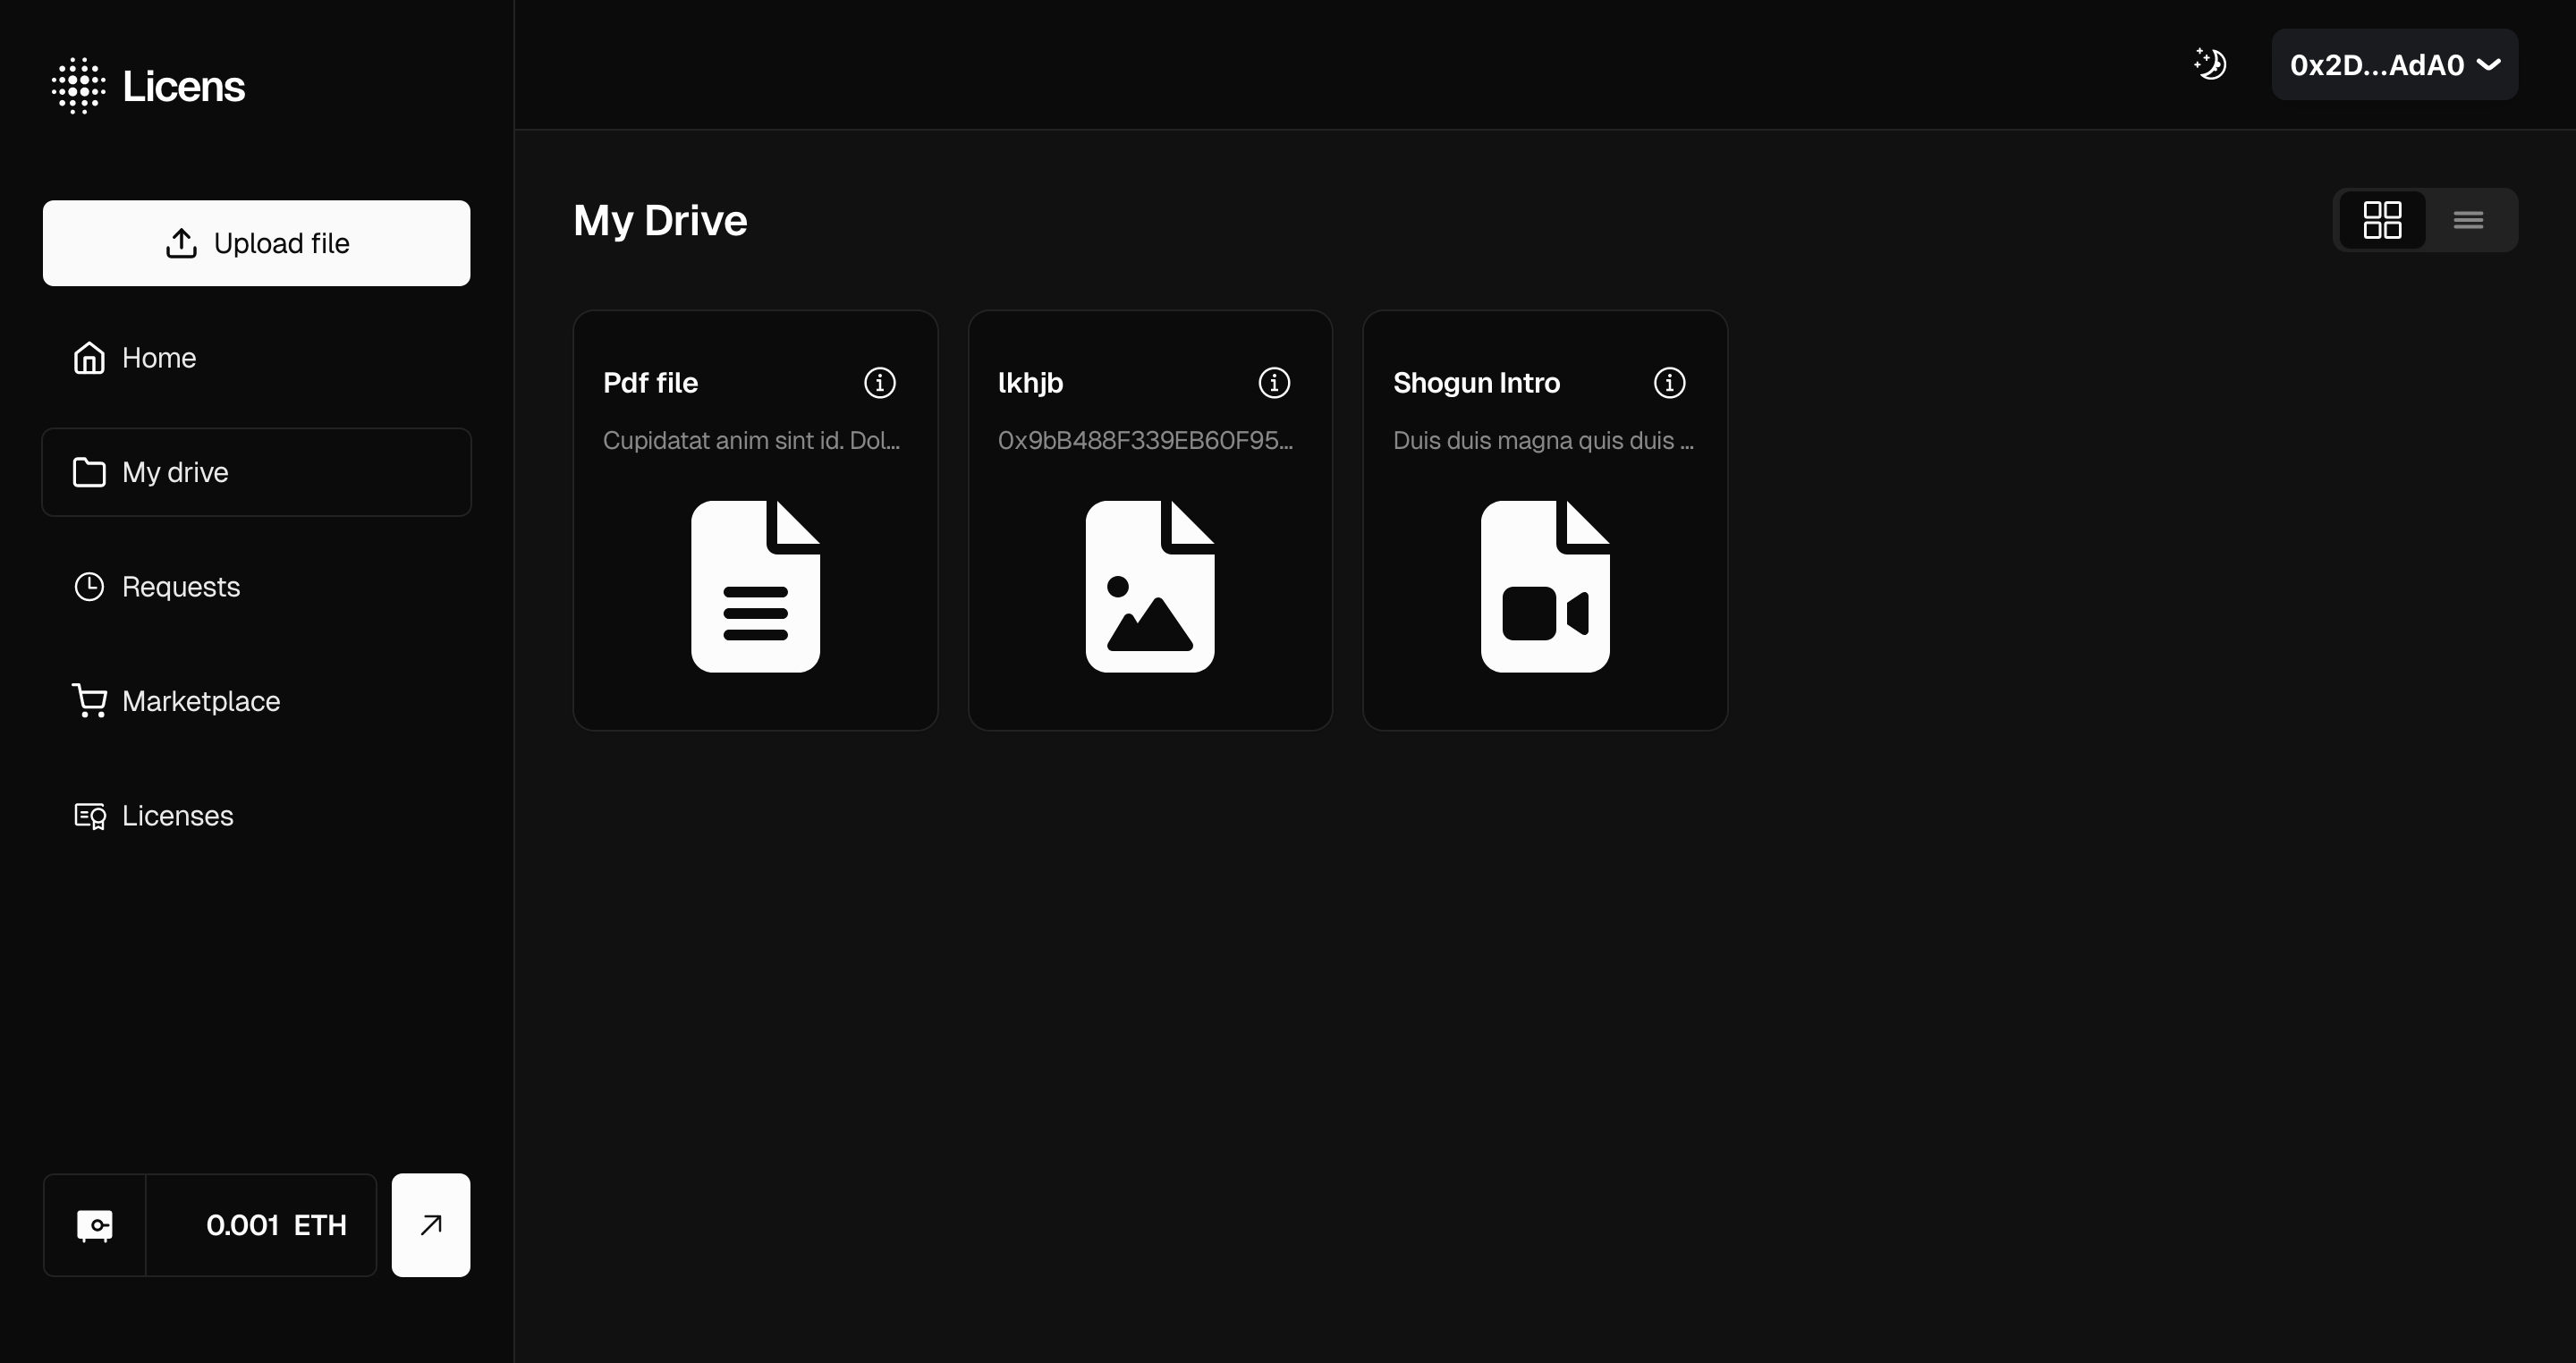 Licens
0x2D...AdA0
Upload file
Home
My drive
Requests
Marketplace
Licenses
0.001 ETH
My Drive
Pdf file
Cupidatat anim sint id. Dol...
lkhjb
0x9bB488F339EB60F95...
Shogun Intro
Duis duis magna quis duis ...